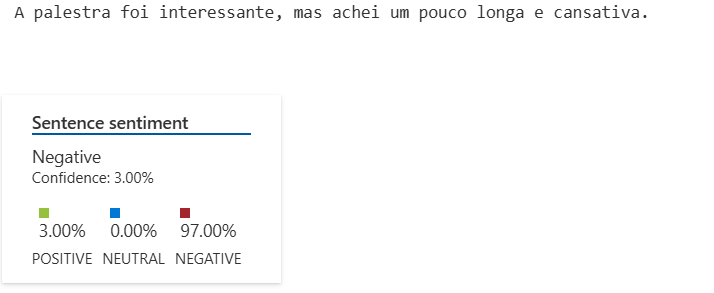 A palestra foi interessante, mas achei um pouco longa e cansativa.
Sentence sentiment
Negative
Confidence: 3.00%
3.00% 0.00% 97.00%
POSITIVE NEUTRAL NEGATIVE